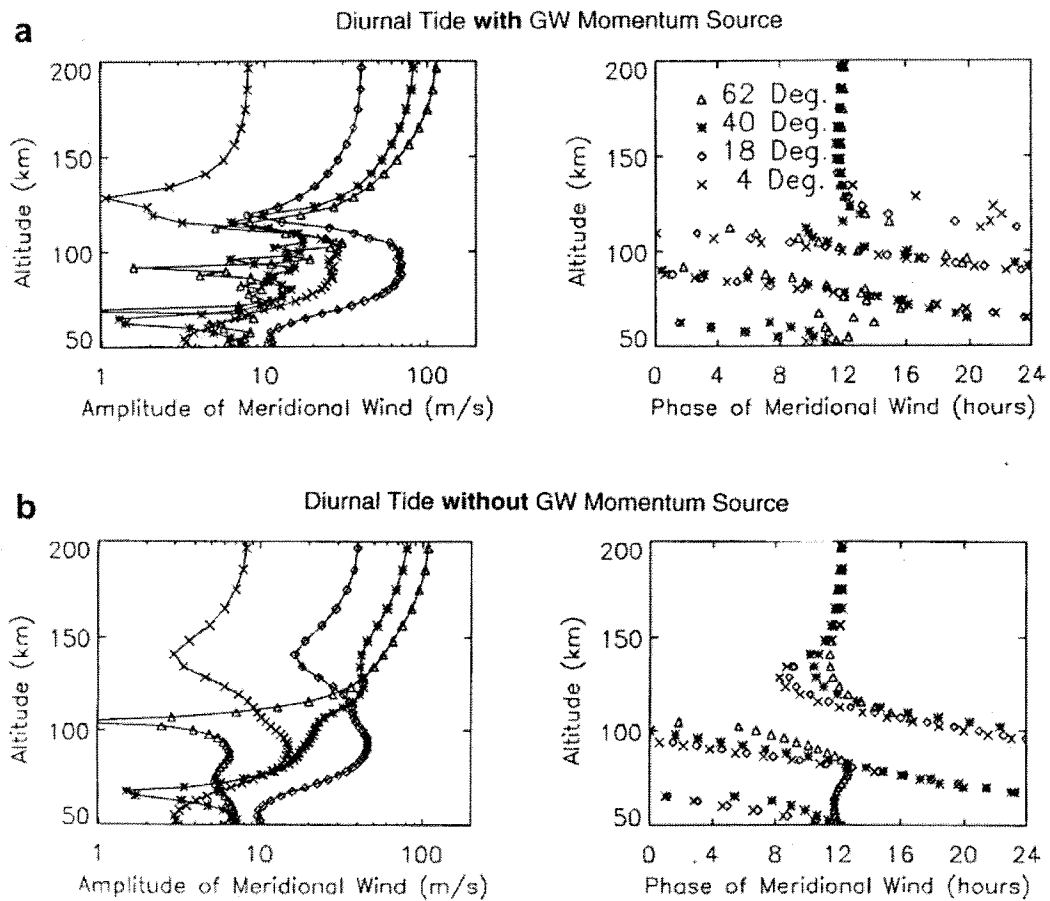 a
Diurnal Tide with GW Momentum Source
200
150
100
50
Altitude (km)
1 10 100
Amplitude of Meridional Wind (m/s)
200
150
100
50
Altitude (km)
62 Deg.
40 Deg.
18 Deg.
4 Deg.
0 4 8 12 16 20 24
Phase of Meridional Wind (hours)
b
Diurnal Tide without GW Momentum Source
200
150
100
50
Altitude (km)
1 10 100
Amplitude of Meridional Wind (m/s)
200
150
100
50
Altitude (km)
0 4 8 12 16 20 24
Phase of Meridional Wind (hours)